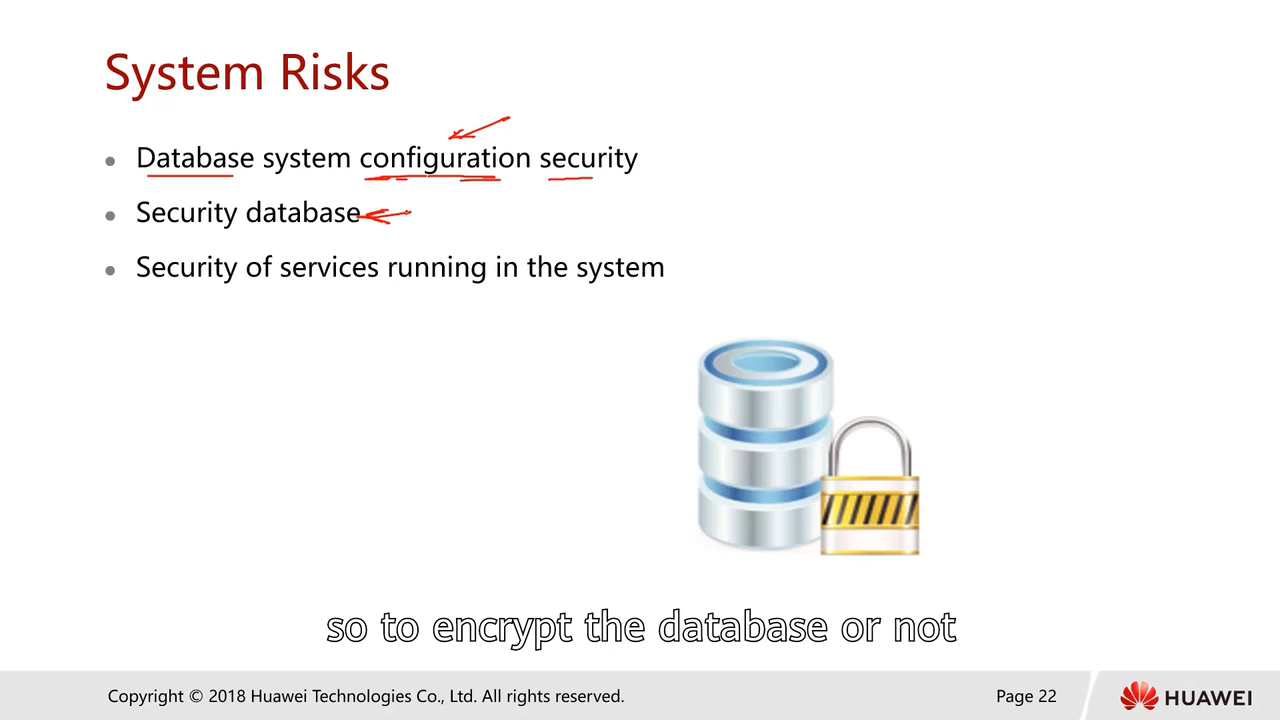 System Risks
Database system configuration security
Security database
Security of services running in the system
so to encrypt the database or not
Copyright © 2018 Huawei Technologies Co., Ltd. All rights reserved.
Page 22
HUAWEI